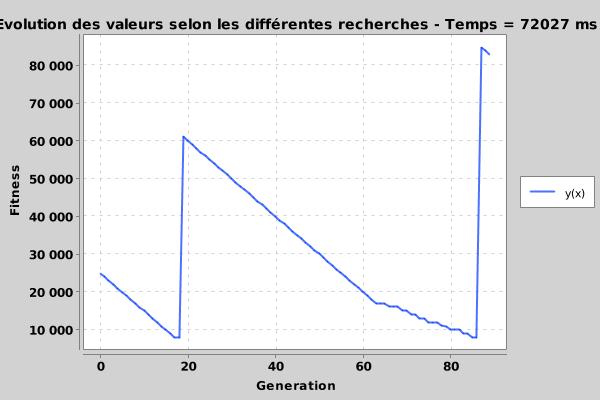 Evolution des valeurs selon les différentes recherches - Temps = 72027 ms
80 000
70 000
60 000
50 000
40 000
30 000
20 000
10 000
Fitness
0 20 40 60 80
Generation
y(x)